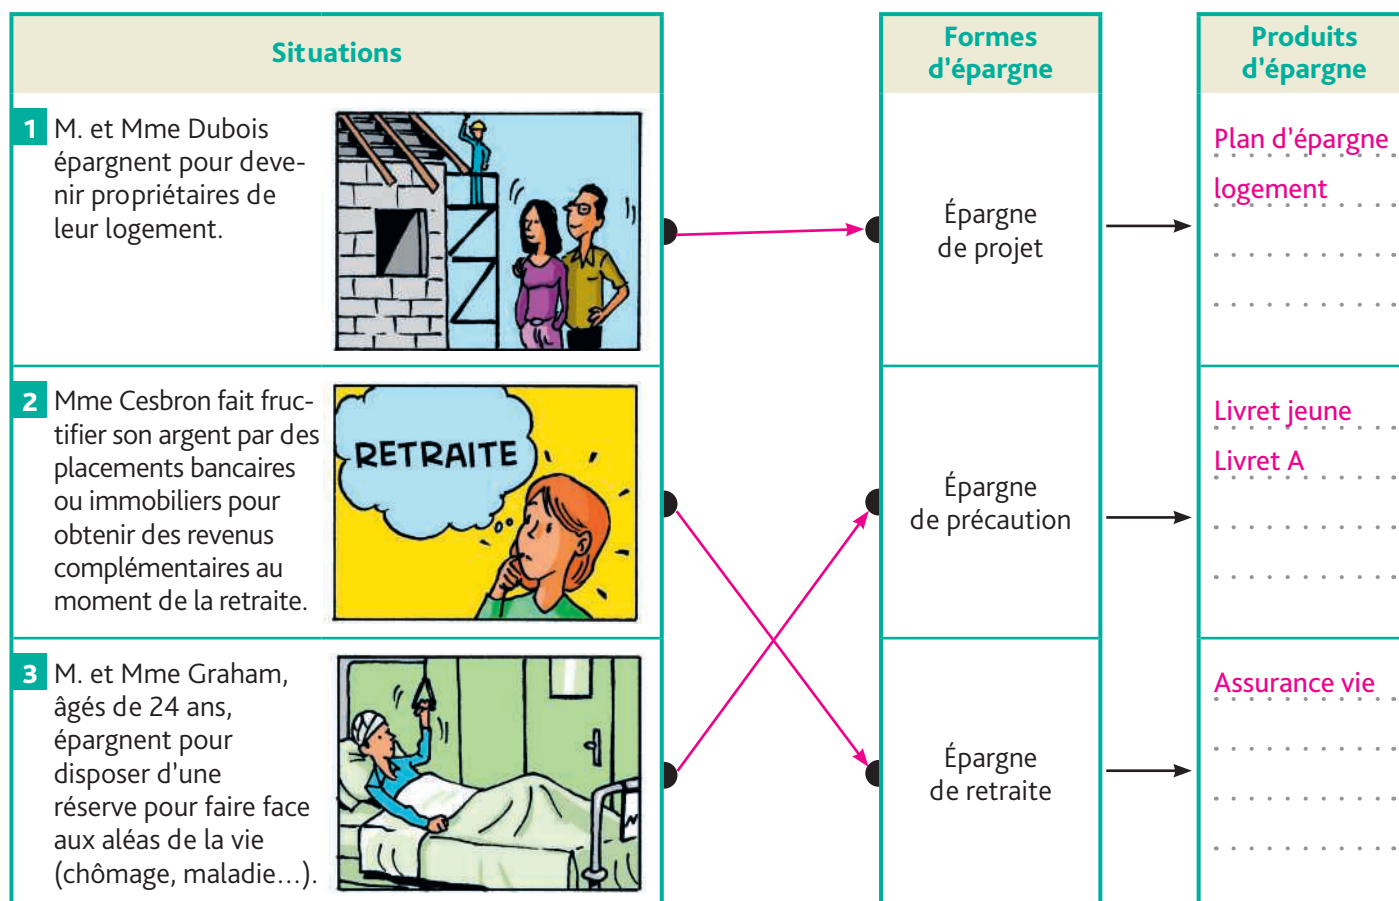 Situations
Formes
d'épargne
Produits
d'épargne
1 M. et Mme Dubois
épargnent pour deve-
nir propriétaires de
leur logement.
Épargne
de projet
Plan d'épargne
logement
2 Mme Cesbron fait fruc-
tifier son argent par des
placements bancaires
ou immobiliers pour
obtenir des revenus
complémentaires au
moment de la retraite.
RETRAITE
Épargne
de précaution
Livret jeune
Livret A
3 M. et Mme Graham,
âgés de 24 ans,
épargnent pour
disposer d'une
réserve pour faire face
aux aléas de la vie
(chômage, maladie…).
Épargne
de retraite
Assurance vie